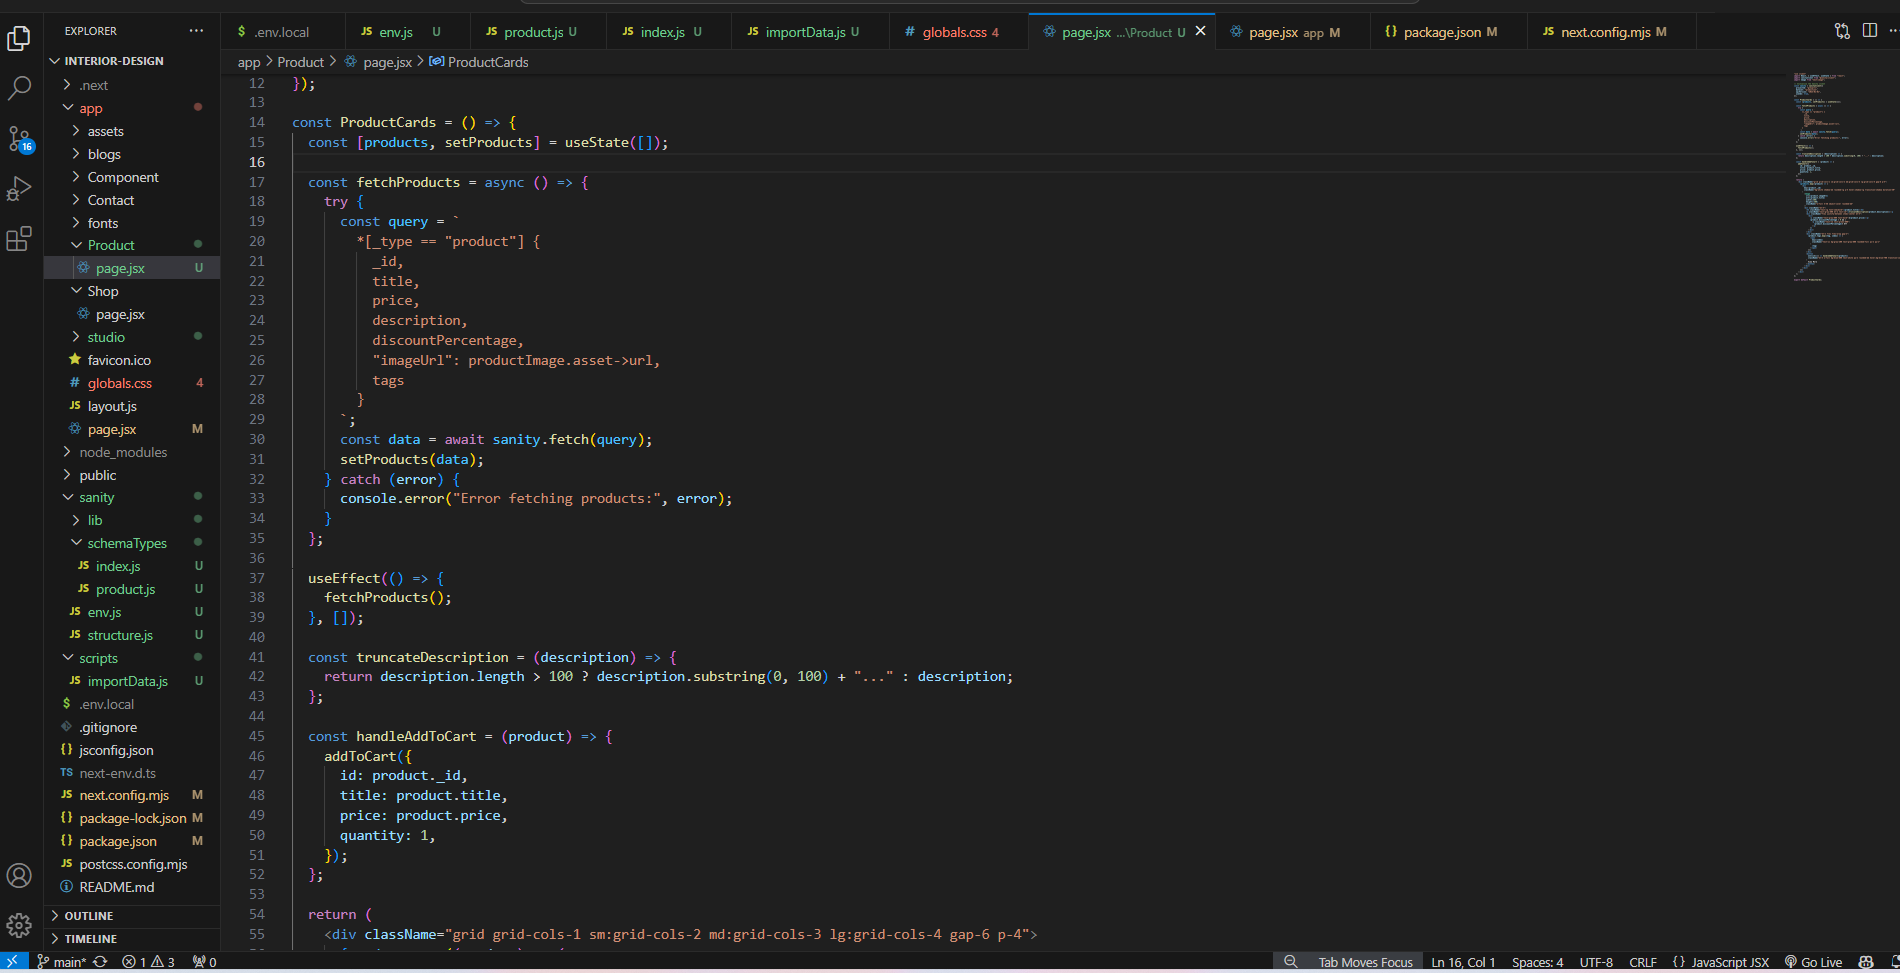 EXPLORER
INTERIOR-DESIGN
.next
app
assets
blogs
Component
Contact
fonts
Product
page.jsx U
Shop
page.jsx
studio
favicon.ico
globals.css 4
layout.js
page.jsx M
node_modules
public
sanity
lib
schemaTypes
index.js U
product.js U
env.js U
structure.js U
scripts
importData.js U
.env.local
.gitignore
jsconfig.json
next-env.d.ts
next.config.mjs M
package-lock.json M
package.json M
postcss.config.mjs
README.md
OUTLINE
TIMELINE
16
$ .env.local
JS env.js U
JS product.js U
JS index.js U
JS importData.js U
# globals.css 4
page.jsx ...\Product U
page.jsx app M
{} package.json M
JS next.config.mjs M
app > Product > page.jsx > ProductCards
12 });
13
14 const ProductCards = () => {
15 const [products, setProducts] = useState([]);
16
17 const fetchProducts = async () => {
18 try {
19 const query = `
20 *[_type == "product"] {
21 _id,
22 title,
23 price,
24 description,
25 discountPercentage,
26 "imageUrl": productImage.asset->url,
27 tags
28 }
29 `;
30 const data = await sanity.fetch(query);
31 setProducts(data);
32 } catch (error) {
33 console.error("Error fetching products:", error);
34 }
35 };
36
37 useEffect(() => {
38 fetchProducts();
39 }, []);
40
41 const truncateDescription = (description) => {
42 return description.length > 100 ? description.substring(0, 100) + "..." : description;
43 };
44
45 const handleAddToCart = (product) => {
46 addToCart({
47 id: product._id,
48 title: product.title,
49 price: product.price,
50 quantity: 1,
51 });
52 };
53
54 return (
55 <div className="grid grid-cols-1 sm:grid-cols-2 md:grid-cols-3 lg:grid-cols-4 gap-6 p-4">
main* 1 3 0
Tab Moves Focus
Ln 16, Col 1
Spaces: 4
UTF-8
CRLF
{} JavaScript JSX
Go Live